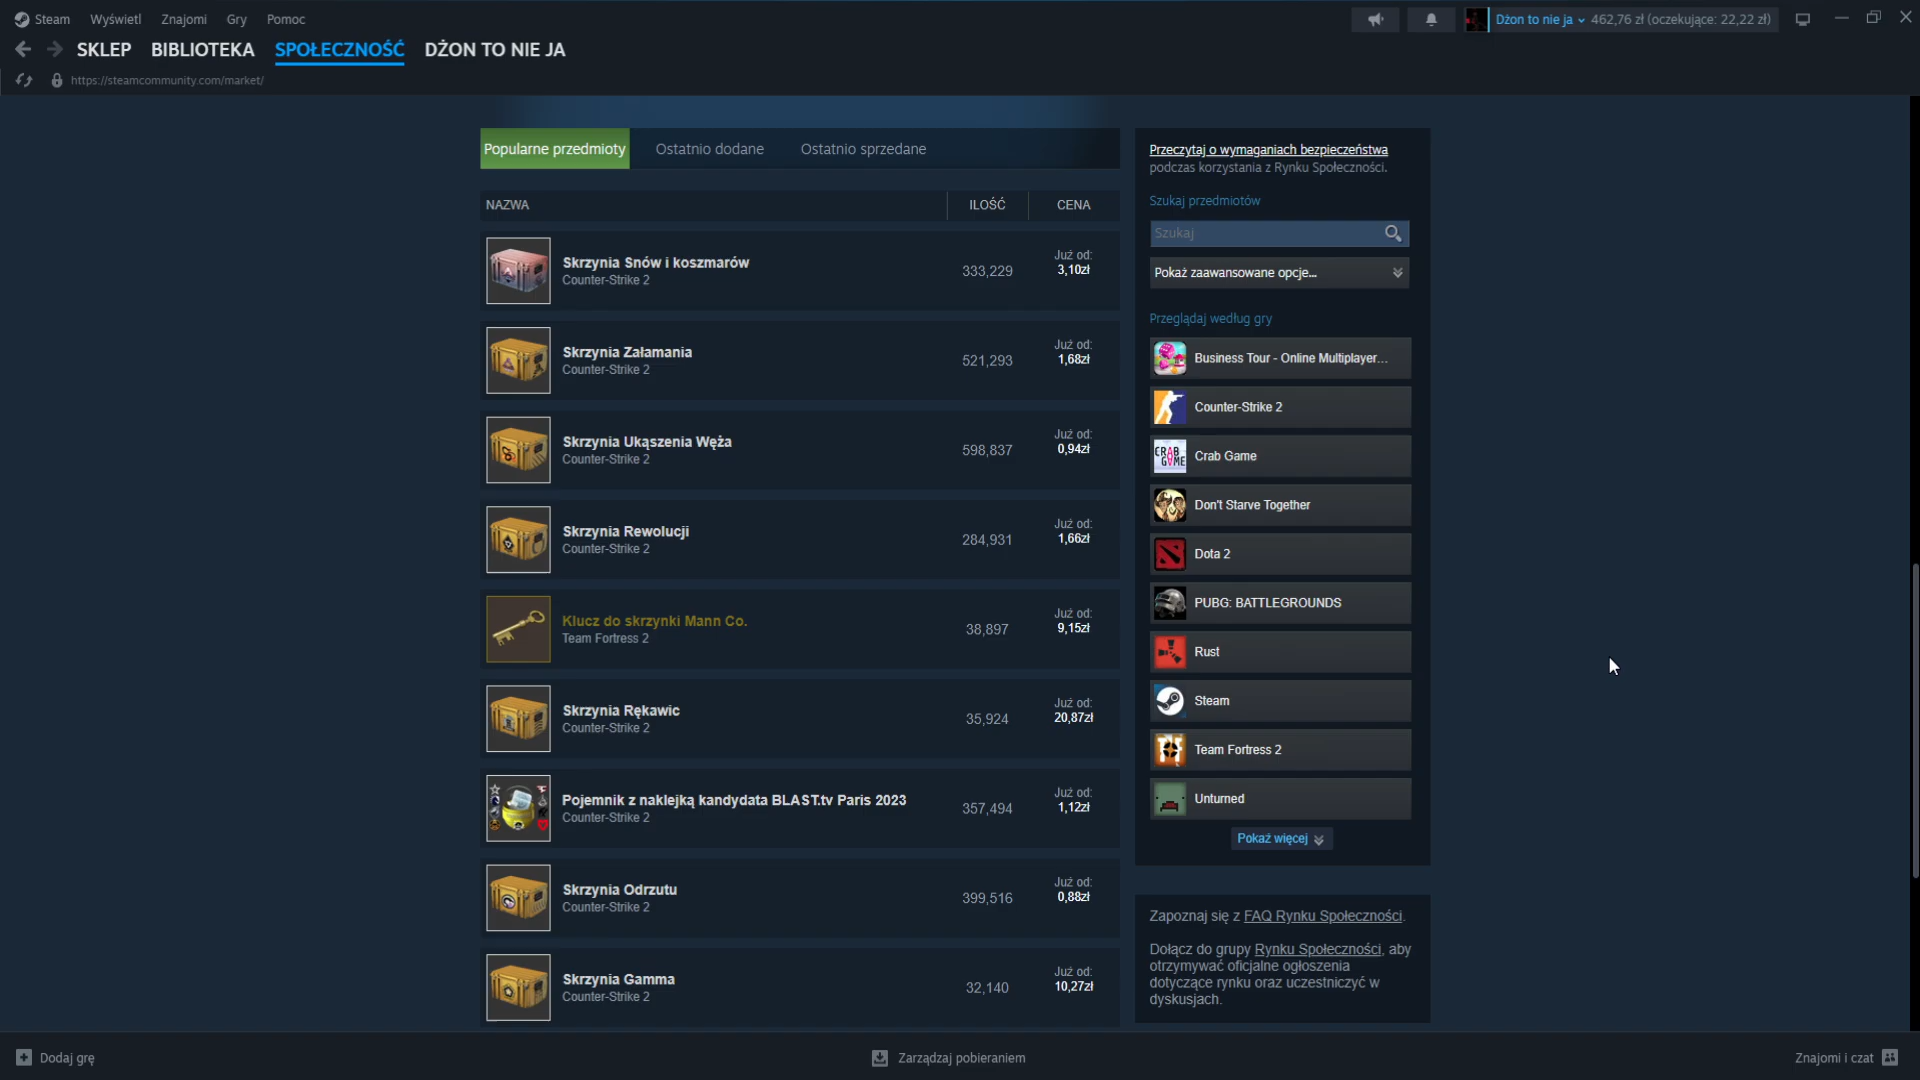 Steam Wyświetl Znajomi Gry Pomoc
Dżon to nie ja 462,76 zł (oczekujące: 22,22 zł)
SKLEP BIBLIOTEKA SPOŁECZNOŚĆ DŻON TO NIE JA
https://steamcommunity.com/market/
Popularne przedmioty Ostatnio dodane Ostatnio sprzedane
NAZWA ILOŚĆ CENA
Skrzynia Snów i koszmarów
Counter-Strike 2
333,229
Już od:
3,10zł
Skrzynia Załamania
Counter-Strike 2
521,293
Już od:
1,68zł
Skrzynia Ukąszenia Węża
Counter-Strike 2
598,837
Już od:
0,94zł
Skrzynia Rewolucji
Counter-Strike 2
284,931
Już od:
1,66zł
Klucz do skrzynki Mann Co.
Team Fortress 2
38,897
Już od:
9,15zł
Skrzynia Rękawic
Counter-Strike 2
35,924
Już od:
20,87zł
Pojemnik z naklejką kandydata BLAST.tv Paris 2023
Counter-Strike 2
357,494
Już od:
1,12zł
Skrzynia Odrzutu
Counter-Strike 2
399,516
Już od:
0,88zł
Skrzynia Gamma
Counter-Strike 2
32,140
Już od:
10,27zł
Przeczytaj o wymaganiach bezpieczeństwa
podczas korzystania z Rynku Społeczności.
Szukaj przedmiotów
Szukaj
Pokaż zaawansowane opcje...
Przeglądaj według gry
Business Tour - Online Multiplayer...
Counter-Strike 2
CRAB
GAME
Crab Game
Don't Starve Together
Dota 2
PUBG: BATTLEGROUNDS
Rust
Steam
Team Fortress 2
Unturned
Pokaż więcej
Zapoznaj się z FAQ Rynku Społeczności.
Dołącz do grupy Rynku Społeczności, aby
otrzymywać oficjalne ogłoszenia
dotyczące rynku oraz uczestniczyć w
dyskusjach.
Dodaj grę
Zarządzaj pobieraniem
Znajomi i czat